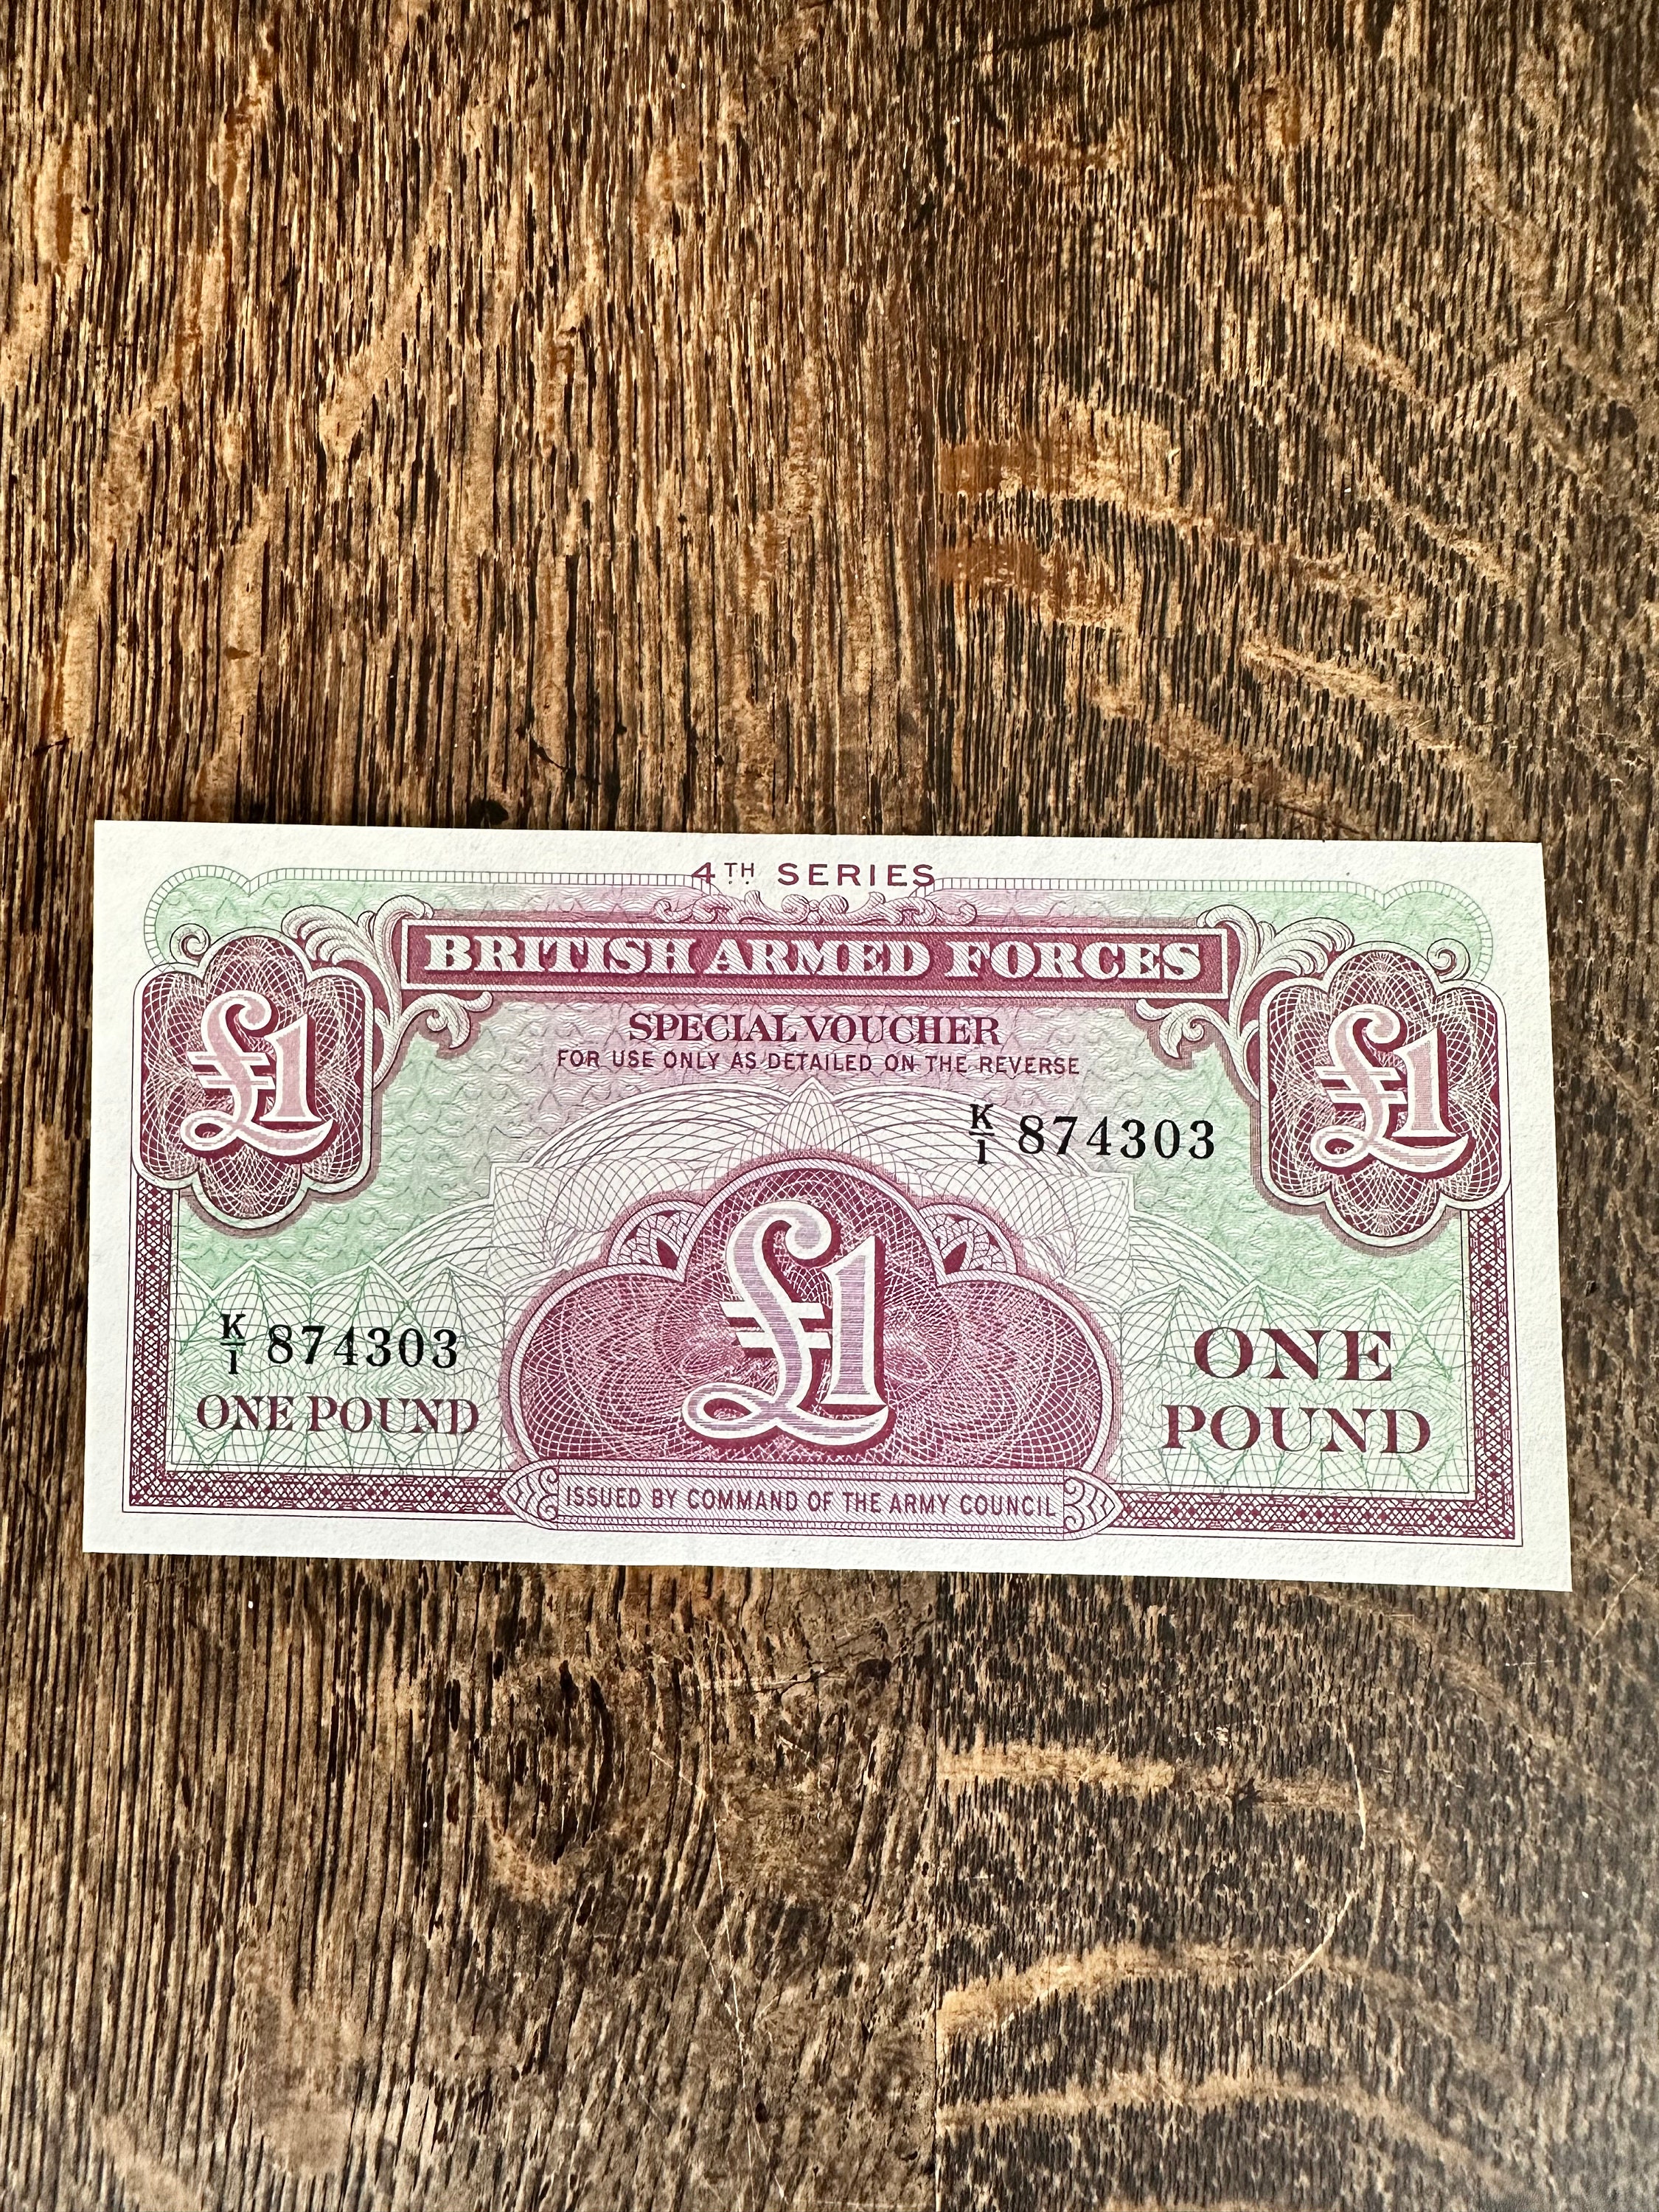 4TH SERIES
BRITISH ARMED FORCES
£1
£1
SPECIAL VOUCHER
FOR USE ONLY AS DETAILED ON THE REVERSE
K/1 874303
£1
K/1 874303
ONE POUND
ONE
POUND
ISSUED BY COMMAND OF THE ARMY COUNCIL